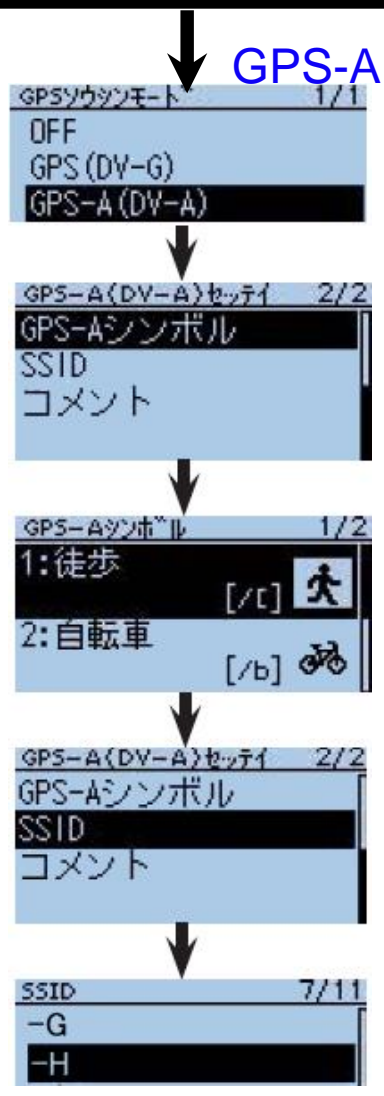 GPS-A
GPSソウシンモード 1/1
OFF
GPS(DV-G)
GPS-A(DV-A)
GPS-A(DV-A)セッテイ 2/2
GPS-Aシンボル
SSID
コメント
GPS-Aシンボル 1/2
1:徒歩
[/[]
2:自転車
[/b]
GPS-A(DV-A)セッテイ 2/2
GPS-Aシンボル
SSID
コメント
SSID 7/11
-G
-H